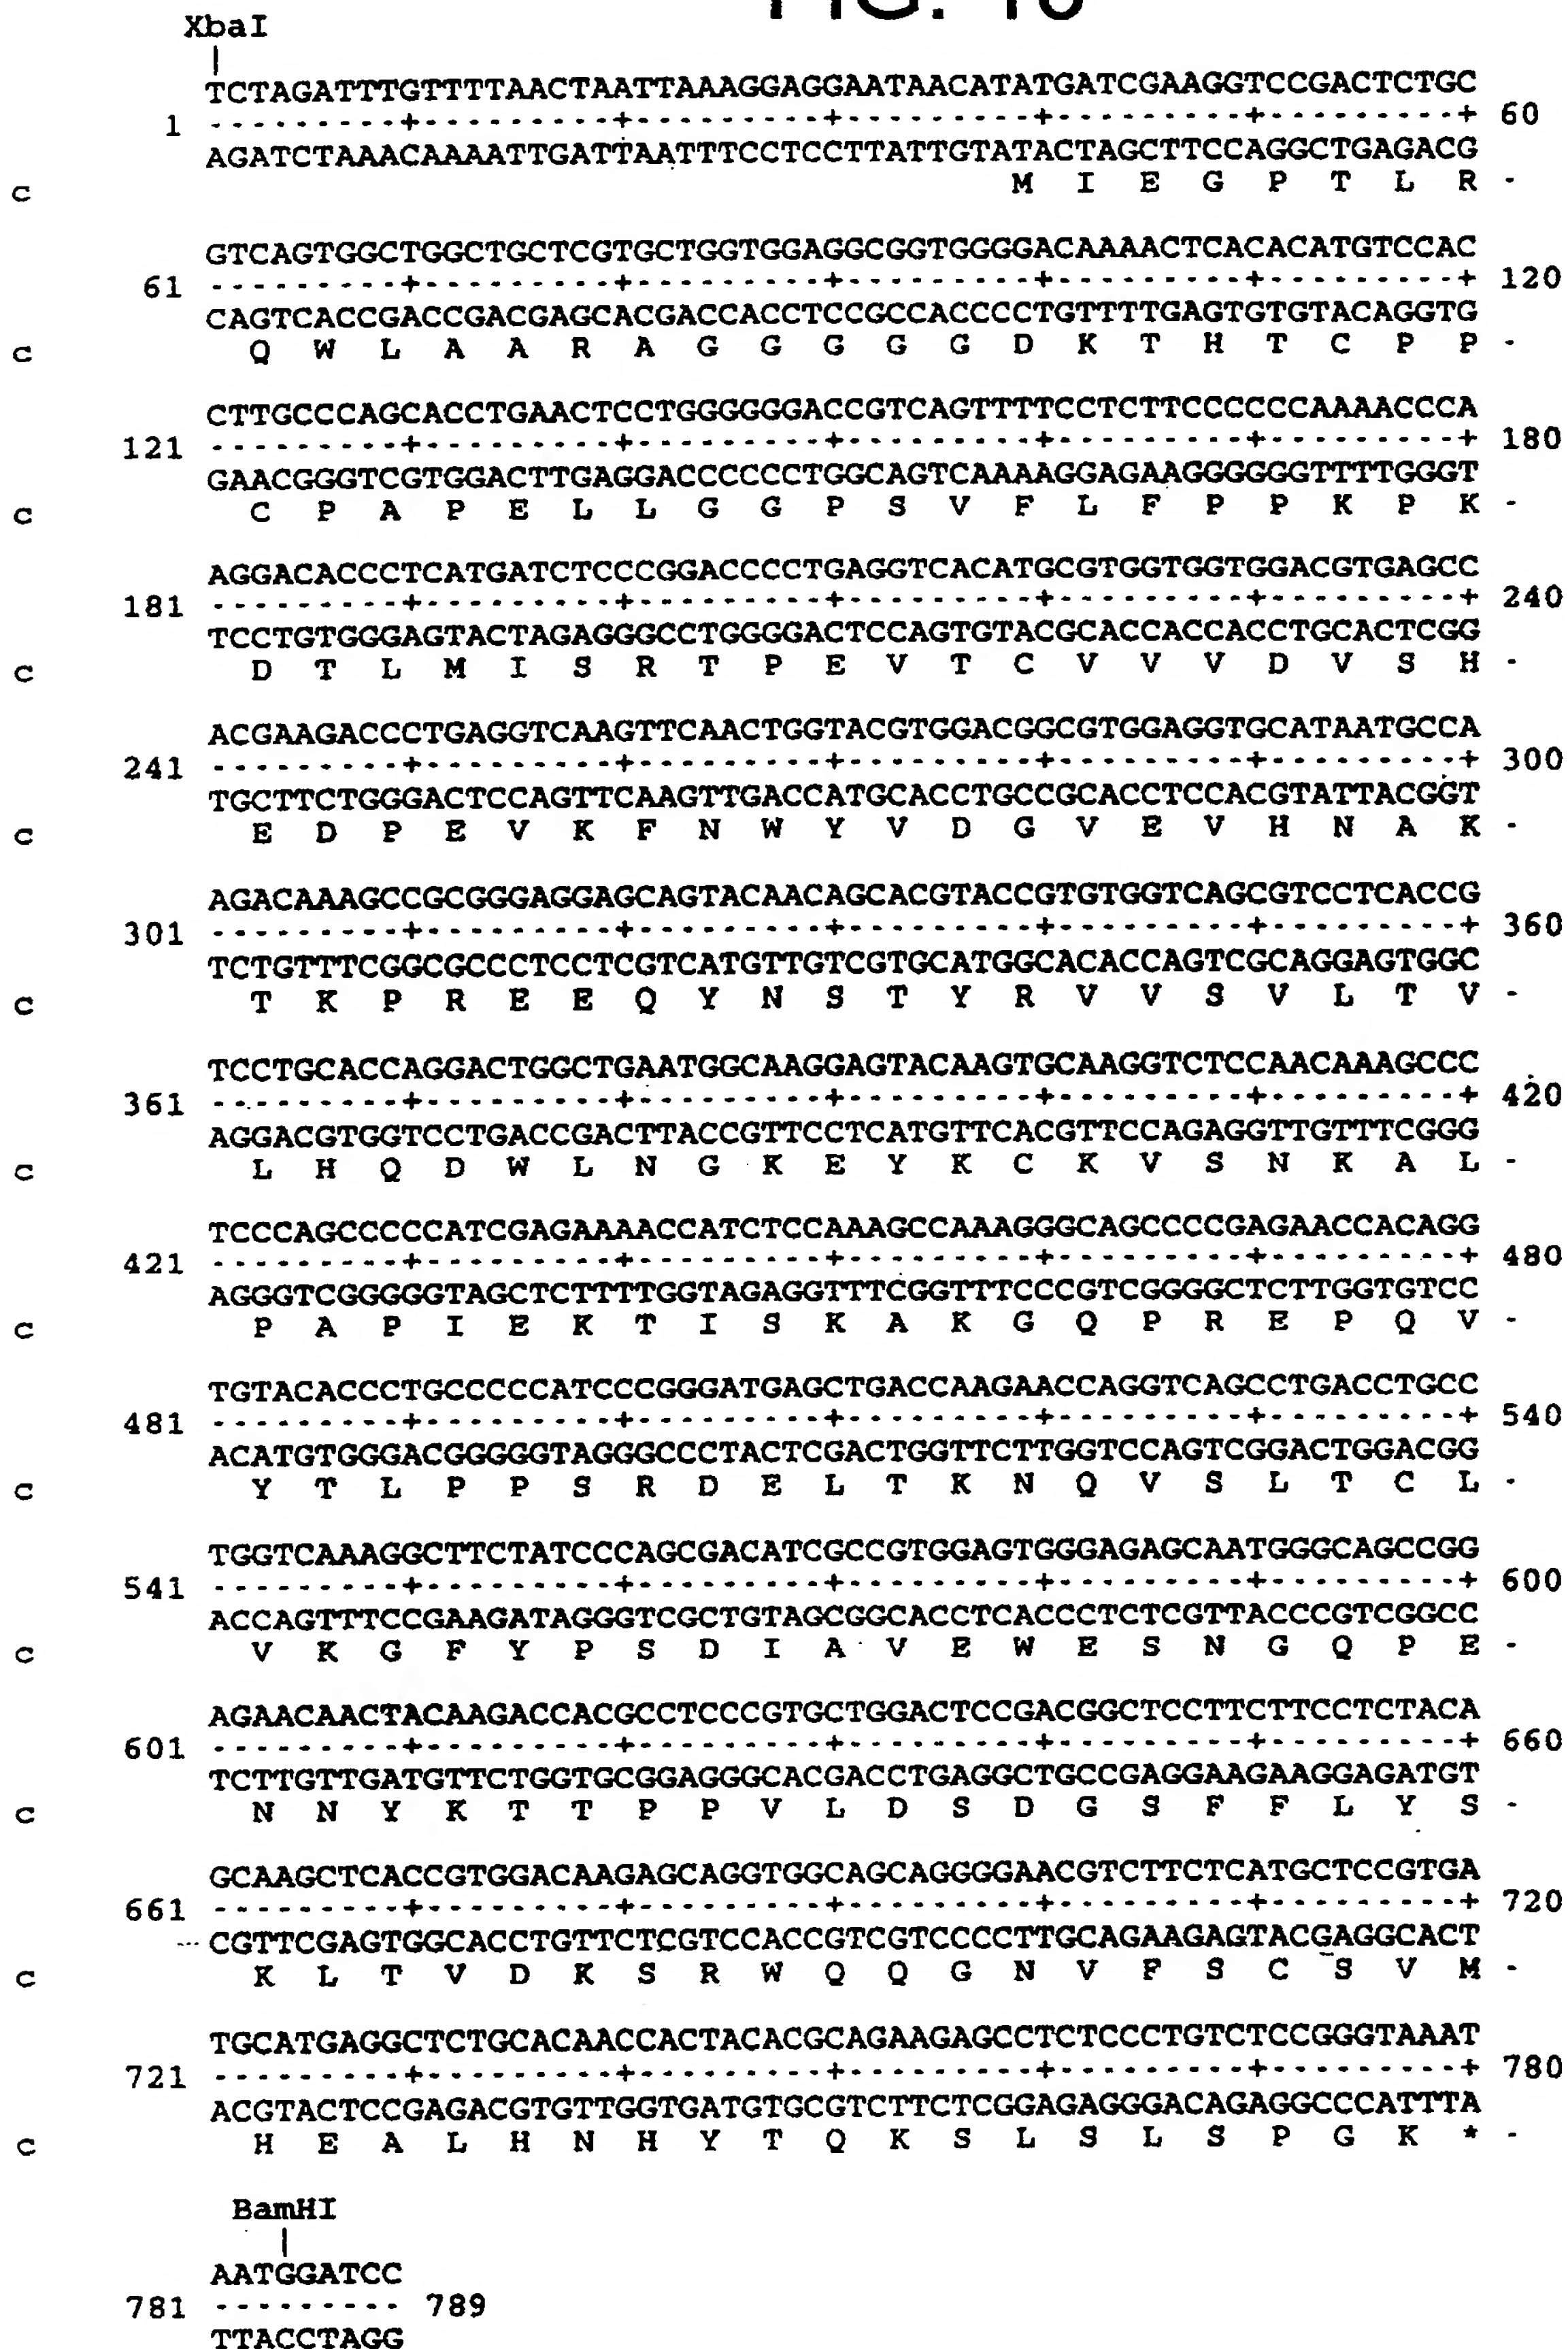 FIG.
XbaI
|
TCTAGATTTGTTTTAACTAATTAAAGGAGGAATAACATATGATCGAAGGTCCGACTCTGC
1 ---------+---------+---------+---------+---------+---------+ 60
AGATCTAAACAAAATTGATTAATTTCCTCCTTATTGTATACTAGCTTCCAGGCTGAGACG
c M I E G P T L R -
GTCAGTGGCTGGCTGCTCGTGCTGGTGGAGGCGGTGGGGACAAAACTCACACATGTCCAC
61 ---------+---------+---------+---------+---------+---------+ 120
CAGTCACCGACCGACGAGCACGACCACCTCCGCCACCCCTGTTTTGAGTGTGTACAGGTG
c Q W L A A R A G G G G G D K T H T C P P -
CTTGCCCAGCACCTGAACTCCTGGGGGGACCGTCAGTTTTCCTCTTCCCCCCAAAACCCA
121 ---------+---------+---------+---------+---------+---------+ 180
GAACGGGTCGTGGACTTGAGGACCCCCCTGGCAGTCAAAAGGAGAAGGGGGGTTTTGGGT
c C P A P E L L G G P S V F L F P P K P K -
AGGACACCCTCATGATCTCCCGGACCCCTGAGGTCACATGCGTGGTGGTGGACGTGAGCC
181 ---------+---------+---------+---------+---------+---------+ 240
TCCTGTGGGAGTACTAGAGGGCCTGGGGACTCCAGTGTACGCACCACCACCTGCACTCGG
c D T L M I S R T P E V T C V V V D V S H -
ACGAAGACCCTGAGGTCAAGTTCAACTGGTACGTGGACGGCGTGGAGGTGCATAATGCCA
241 ---------+---------+---------+---------+---------+---------+ 300
TGCTTCTGGGACTCCAGTTCAAGTTGACCATGCACCTGCCGCACCTCCACGTATTACGGT
c E D P E V K F N W Y V D G V E V H N A K -
AGACAAAGCCGCGGGAGGAGCAGTACAACAGCACGTACCGTGTGGTCAGCGTCCTCACCG
301 ---------+---------+---------+---------+---------+---------+ 360
TCTGTTTCGGCGCCCTCCTCGTCATGTTGTCGTGCATGGCACACCAGTCGCAGGAGTGGC
c T K P R E E Q Y N S T Y R V V S V L T V -
TCCTGCACCAGGACTGGCTGAATGGCAAGGAGTACAAGTGCAAGGTCTCCAACAAAGCCC
361 ---------+---------+---------+---------+---------+---------+ 420
AGGACGTGGTCCTGACCGACTTACCGTTCCTCATGTTCACGTTCCAGAGGTTGTTTCGGG
c L H Q D W L N G K E Y K C K V S N K A L -
TCCCAGCCCCCATCGAGAAAACCATCTCCAAAGCCAAAGGGCAGCCCCGAGAACCACAGG
421 ---------+---------+---------+---------+---------+---------+ 480
AGGGTCGGGGGTAGCTCTTTTGGTAGAGGTTTCGGTTTCCCGTCGGGGCTCTTGGTGTCC
c P A P I E K T I S K A K G Q P R E P Q V -
TGTACACCCTGCCCCCATCCCGGGATGAGCTGACCAAGAACCAGGTCAGCCTGACCTGCC
481 ---------+---------+---------+---------+---------+---------+ 540
ACATGTGGGACGGGGGTAGGGCCCTACTCGACTGGTTCTTGGTCCAGTCGGACTGGACGG
c Y T L P P S R D E L T K N Q V S L T C L -
TGGTCAAAGGCTTCTATCCCAGCGACATCGCCGTGGAGTGGGAGAGCAATGGGCAGCCGG
541 ---------+---------+---------+---------+---------+---------+ 600
ACCAGTTTCCGAAGATAGGGTCGCTGTAGCGGCACCTCACCCTCTCGTTACCCGTCGGCC
c V K G F Y P S D I A V E W E S N G Q P E -
AGAACAACTACAAGACCACGCCTCCCGTGCTGGACTCCGACGGCTCCTTCTTCCTCTACA
601 ---------+---------+---------+---------+---------+---------+ 660
TCTTGTTGATGTTCTGGTGCGGAGGGCACGACCTGAGGCTGCCGAGGAAGAAGGAGATGT
c N N Y K T T P P V L D S D G S F F L Y S -
GCAAGCTCACCGTGGACAAGAGCAGGTGGCAGCAGGGGAACGTCTTCTCATGCTCCGTGA
661 ---------+---------+---------+---------+---------+---------+ 720
CGTTCGAGTGGCACCTGTTCTCGTCCACCGTCGTCCCCTTGCAGAAGAGTACGAGGCACT
c K L T V D K S R W Q Q G N V F S C S V M -
TGCATGAGGCTCTGCACAACCACTACACGCAGAAGAGCCTCTCCCTGTCTCCGGGTAAAT
721 ---------+---------+---------+---------+---------+---------+ 780
ACGTACTCCGAGACGTGTTGGTGATGTGCGTCTTCTCGGAGAGGGACAGAGGCCCATTTA
c H E A L H N H Y T Q K S L S L S P G K * -
BamHI
|
AATGGATCC
781 --------- 789
TTACCTAGG